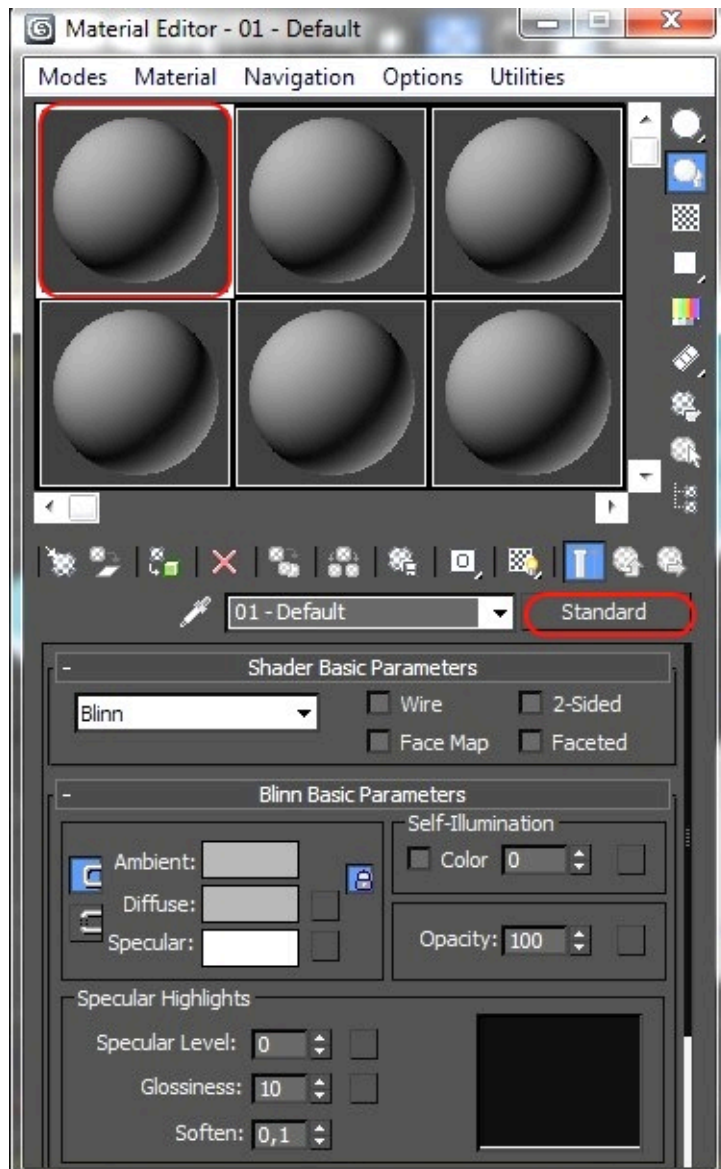 Material Editor - 01 - Default
Modes Material Navigation Options Utilities
01 - Default Standard
- Shader Basic Parameters
Blinn Wire 2-Sided
Face Map Faceted
- Blinn Basic Parameters
Self-Illumination
Ambient: Color 0
Diffuse:
Specular: Opacity: 100
Specular Highlights
Specular Level: 0
Glossiness: 10
Soften: 0,1